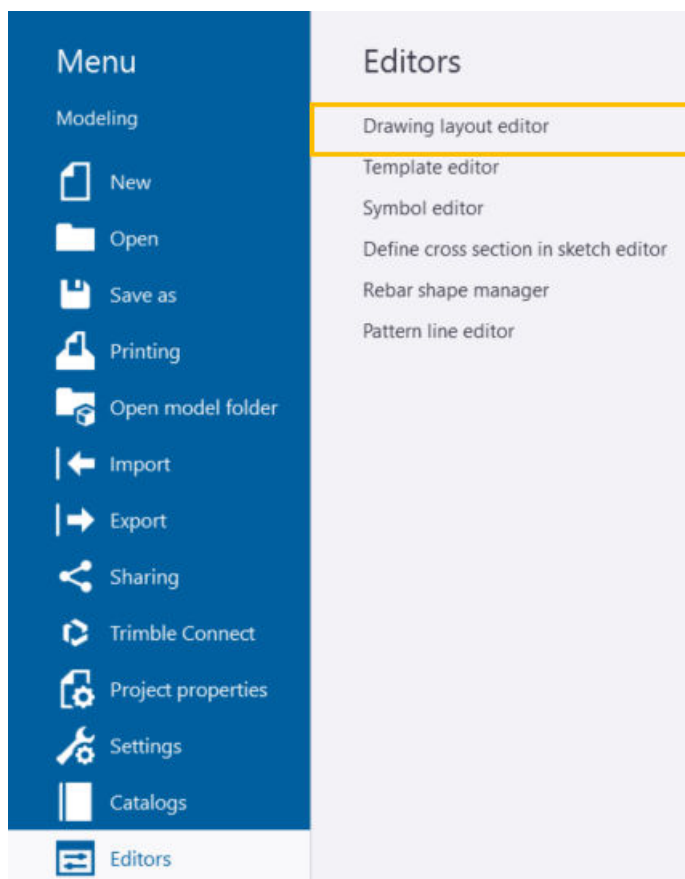 Menu
Modeling
New
Open
Save as
Printing
Open model folder
Import
Export
Sharing
Trimble Connect
Project properties
Settings
Catalogs
Editors
Editors
Drawing layout editor
Template editor
Symbol editor
Define cross section in sketch editor
Rebar shape manager
Pattern line editor